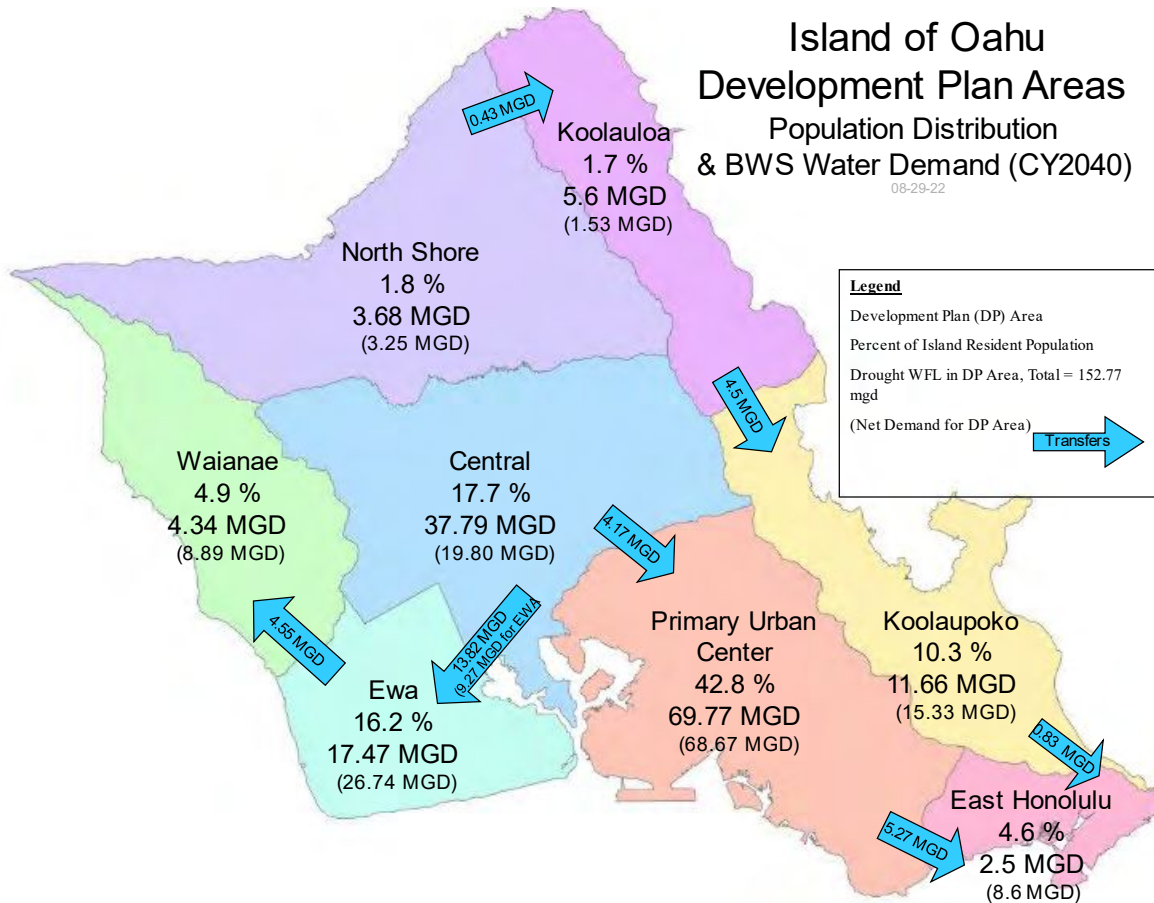 Island of Oahu
Development Plan Areas
Population Distribution
& BWS Water Demand (CY2040)
08-29-22
0.43 MGD
Koolauloa
1.7 %
5.6 MGD
(1.53 MGD)
North Shore
1.8 %
3.68 MGD
(3.25 MGD)
Legend
Development Plan (DP) Area
Percent of Island Resident Population
Drought WFL in DP Area, Total = 152.77
mgd
(Net Demand for DP Area)
Transfers
4.5 MGD
Waianae
4.9 %
4.34 MGD
(8.89 MGD)
Central
17.7 %
37.79 MGD
(19.80 MGD)
4.17 MGD
4.55 MGD
13.82 MGD
(9.27 MGD for EWA
Ewa
16.2 %
17.47 MGD
(26.74 MGD)
Primary Urban
Center
42.8 %
69.77 MGD
(68.67 MGD)
Koolaupoko
10.3 %
11.66 MGD
(15.33 MGD)
0.83 MGD
5.27 MGD
East Honolulu
4.6 %
2.5 MGD
(8.6 MGD)